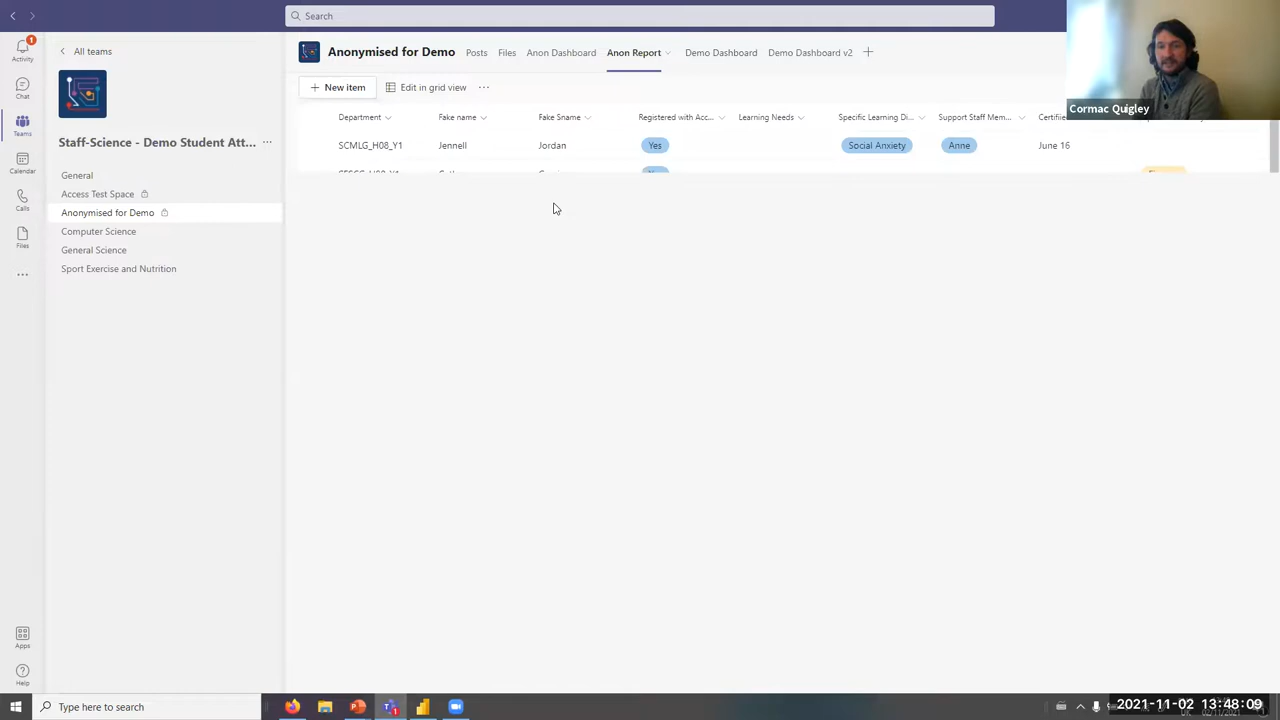 Search
Cormac Quigley
Activity
Chat
Teams
Calendar
Calls
Files
Apps
Help
All teams
Staff-Science - Demo Student Att...
General
Access Test Space
Anonymised for Demo
Computer Science
General Science
Sport Exercise and Nutrition
Anonymised for Demo Posts Files Anon Dashboard Anon Report Demo Dashboard Demo Dashboard v2
New item Edit in grid view
Department Fake name Fake Sname Registered with Acc... Learning Needs Specific Learning Di... Support Staff Mem... Certifie
SCMLG_H08_Y1 Jennell Jordan Yes Social Anxiety Anne June 16
Type here to search
2021-11-02 13:48:09